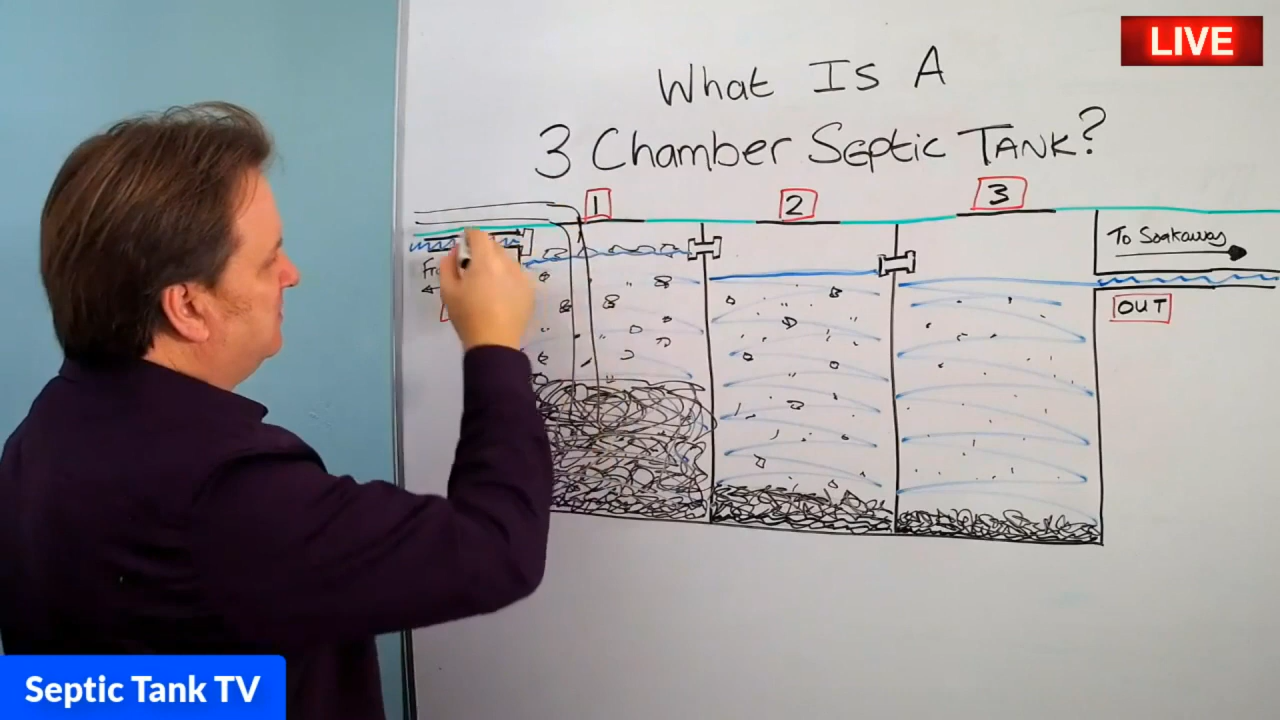 LIVE
What Is A
3 Chamber Septic Tank?
1
2
3
To Soakaway
OUT
Septic Tank TV